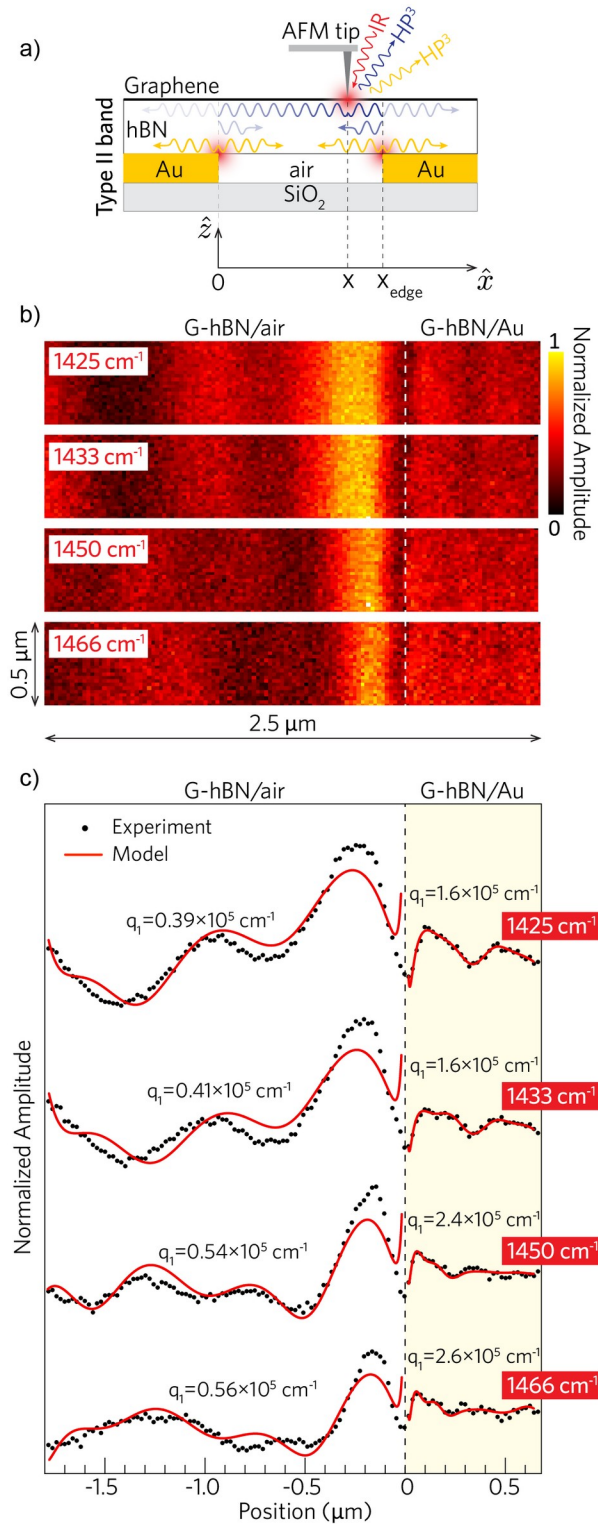 a)
AFM tip
IR
HP³
HP³
Graphene
hBN
Type II band
Au
air
Au
SiO₂
ẑ
0
x
x_edge
x̂
b)
G-hBN/air
G-hBN/Au
1425 cm⁻¹
1433 cm⁻¹
1450 cm⁻¹
1466 cm⁻¹
1
0
Normalized Amplitude
0.5 µm
2.5 µm
c)
G-hBN/air
G-hBN/Au
Experiment
Model
q₁=0.39×10⁵ cm⁻¹
q₁=1.6×10⁵ cm⁻¹
1425 cm⁻¹
q₁=0.41×10⁵ cm⁻¹
q₁=1.6×10⁵ cm⁻¹
1433 cm⁻¹
q₁=0.54×10⁵ cm⁻¹
q₁=2.4×10⁵ cm⁻¹
1450 cm⁻¹
q₁=0.56×10⁵ cm⁻¹
q₁=2.6×10⁵ cm⁻¹
1466 cm⁻¹
Normalized Amplitude
-1.5 -1.0 -0.5 0 0.5
Position (µm)